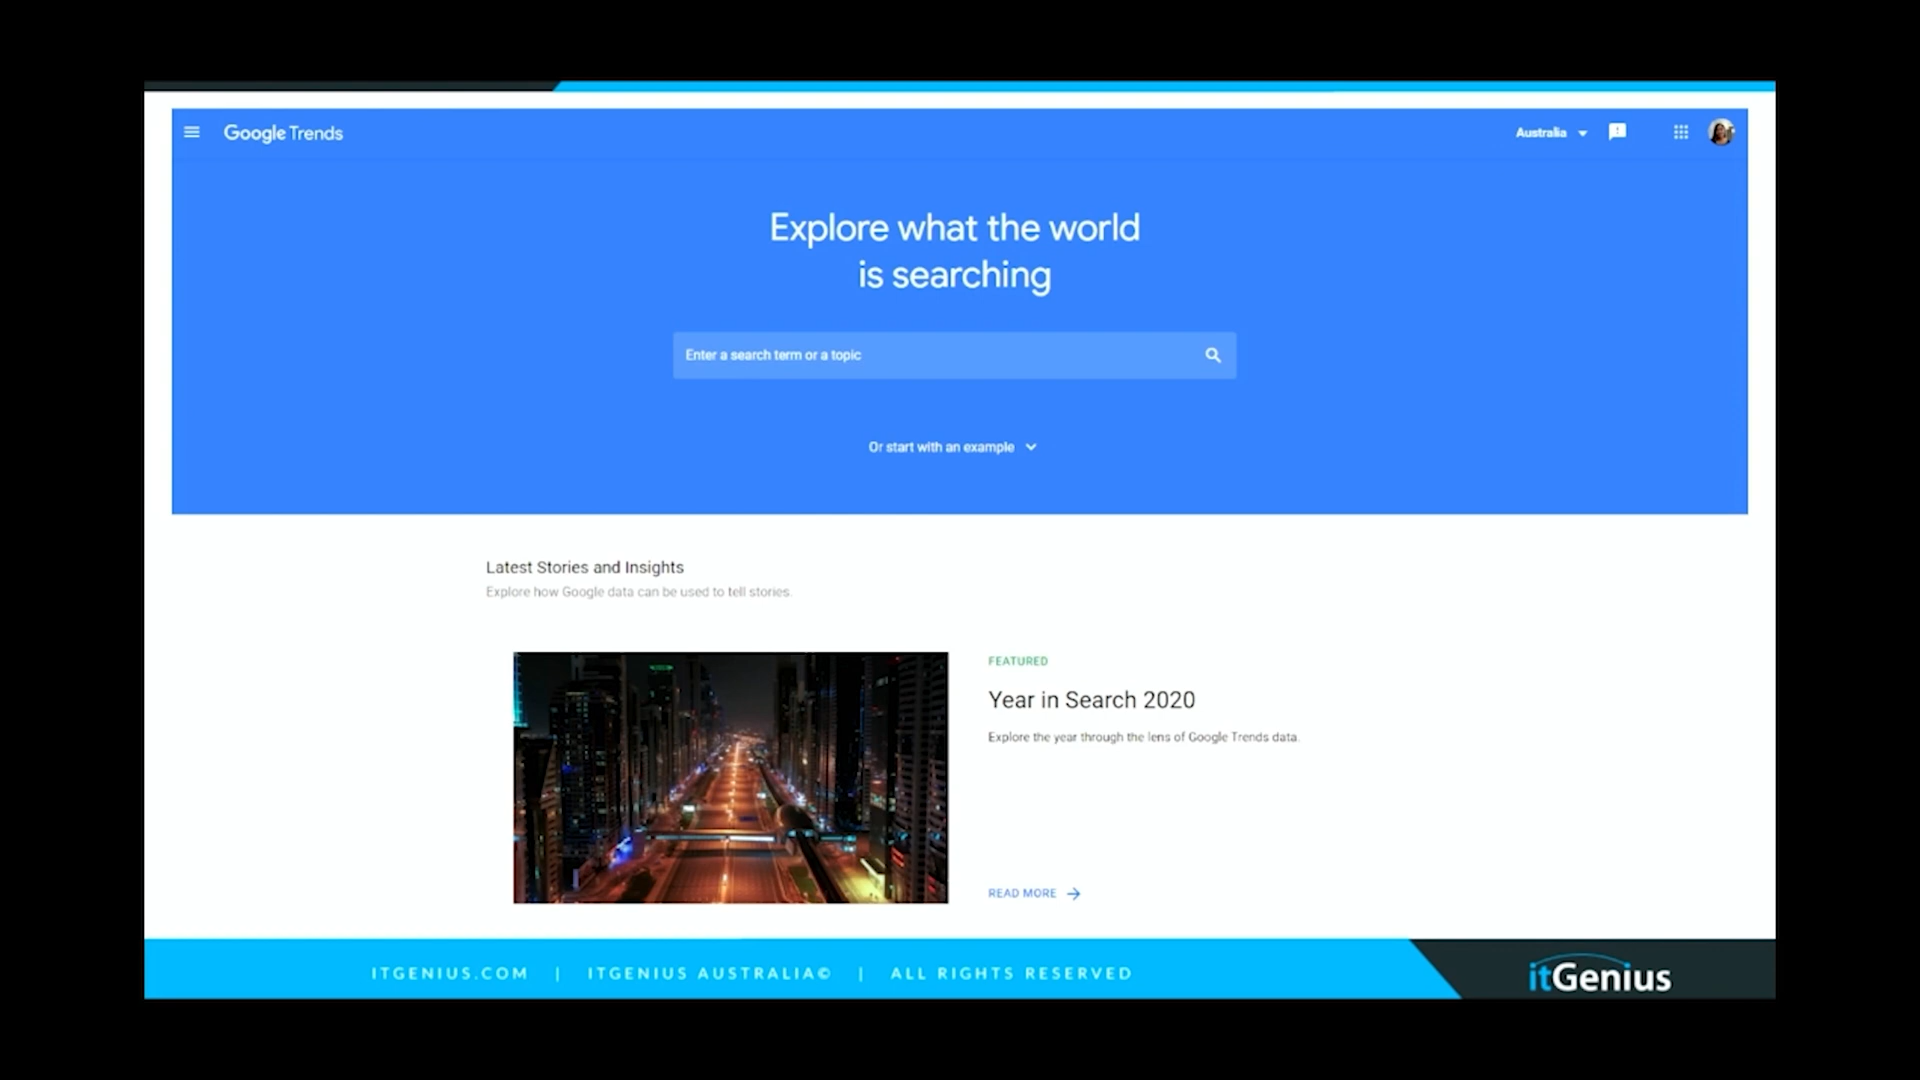 Google Trends
Australia
Explore what the world
is searching
Enter a search term or a topic
Or start with an example
Latest Stories and Insights
Explore how Google data can be used to tell stories.
FEATURED
Year in Search 2020
Explore the year through the lens of Google Trends data.
READ MORE
ITGENIUS.COM | ITGENIUS AUSTRALIA© | ALL RIGHTS RESERVED
itGenius